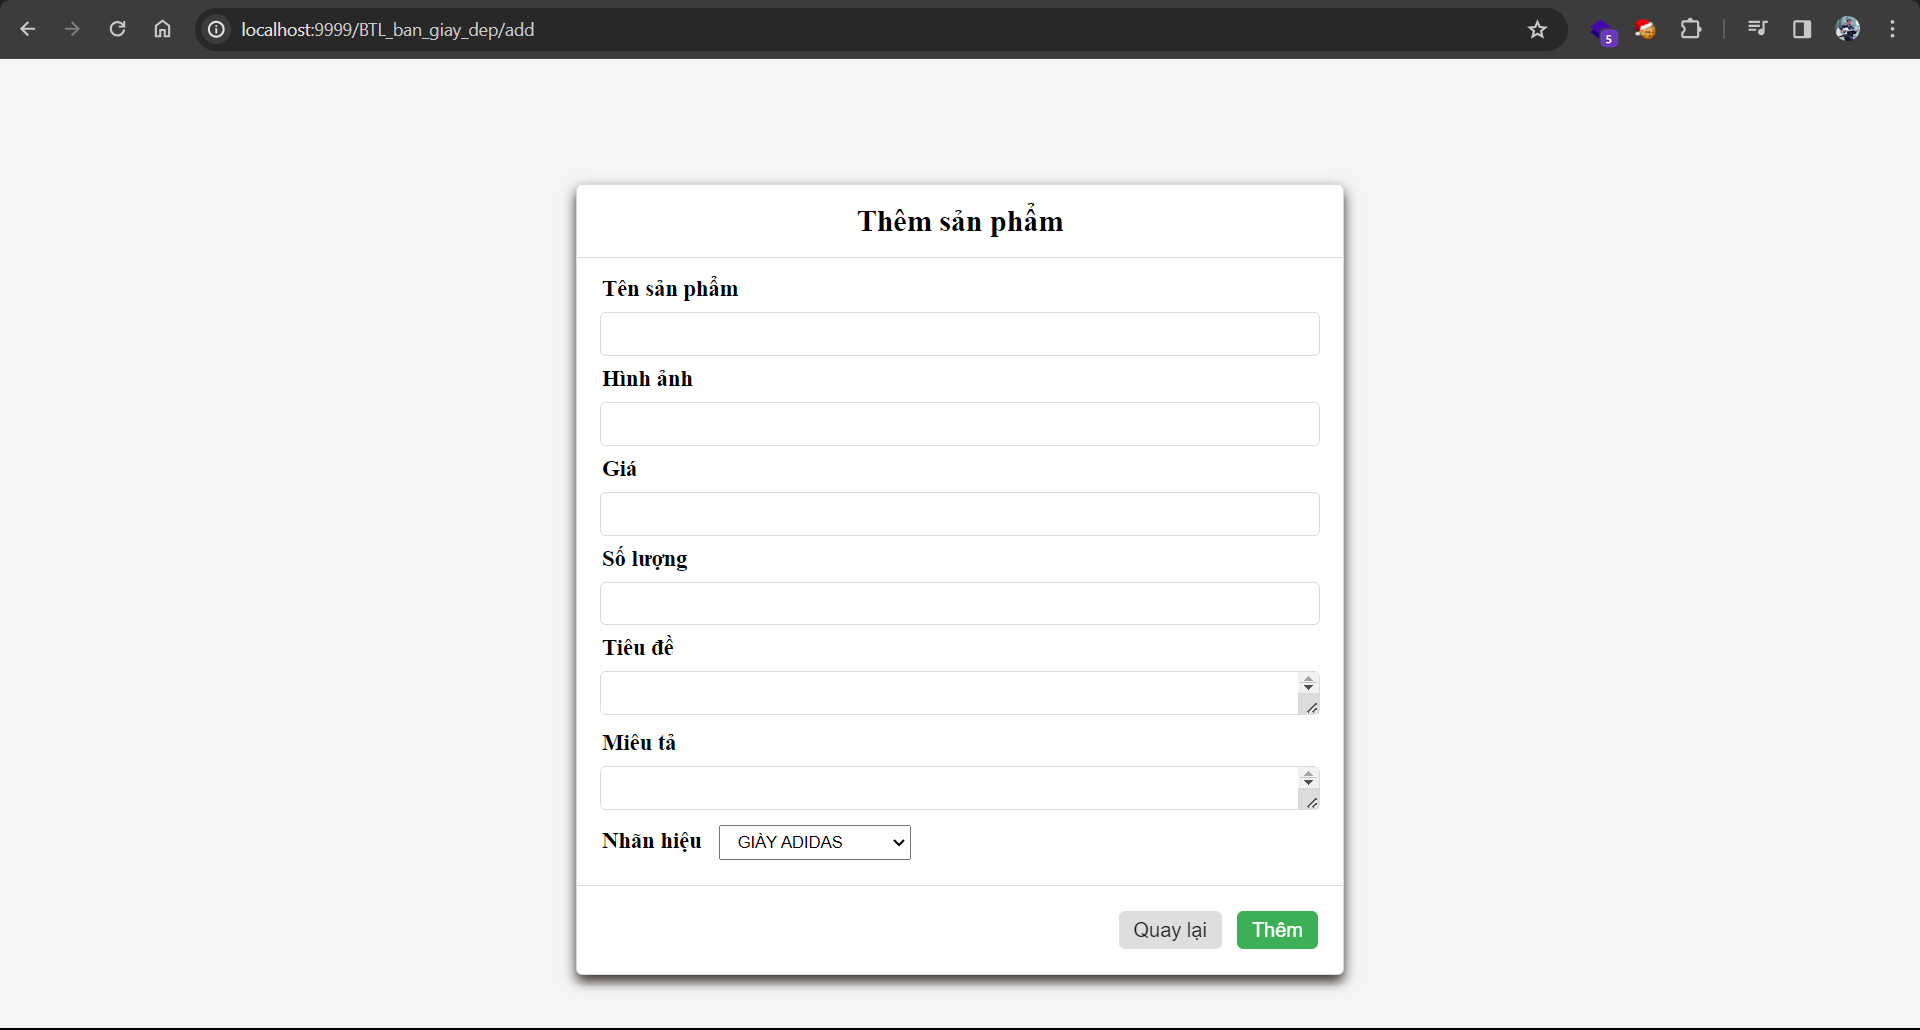 localhost:9999/BTL_ban_giay_dep/add
5
Thêm sản phẩm
Tên sản phẩm
Hình ảnh
Giá
Số lượng
Tiêu đề
Miêu tả
Nhãn hiệu GIÀY ADIDAS
Quay lại Thêm